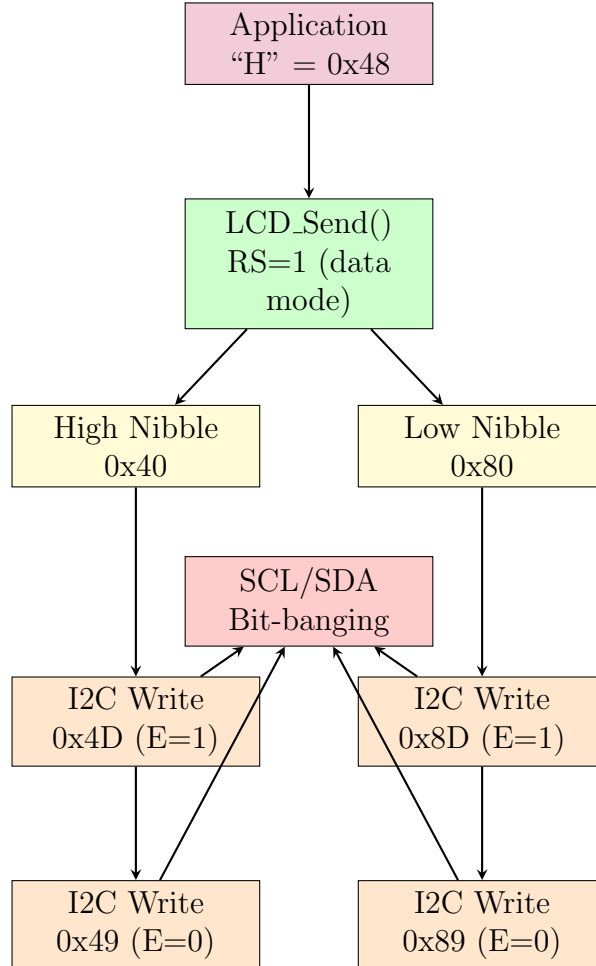 Application
“H” = 0x48
LCD_Send()
RS=1 (data
mode)
High Nibble
0x40
Low Nibble
0x80
SCL/SDA
Bit-banging
I2C Write
0x4D (E=1)
I2C Write
0x8D (E=1)
I2C Write
0x49 (E=0)
I2C Write
0x89 (E=0)